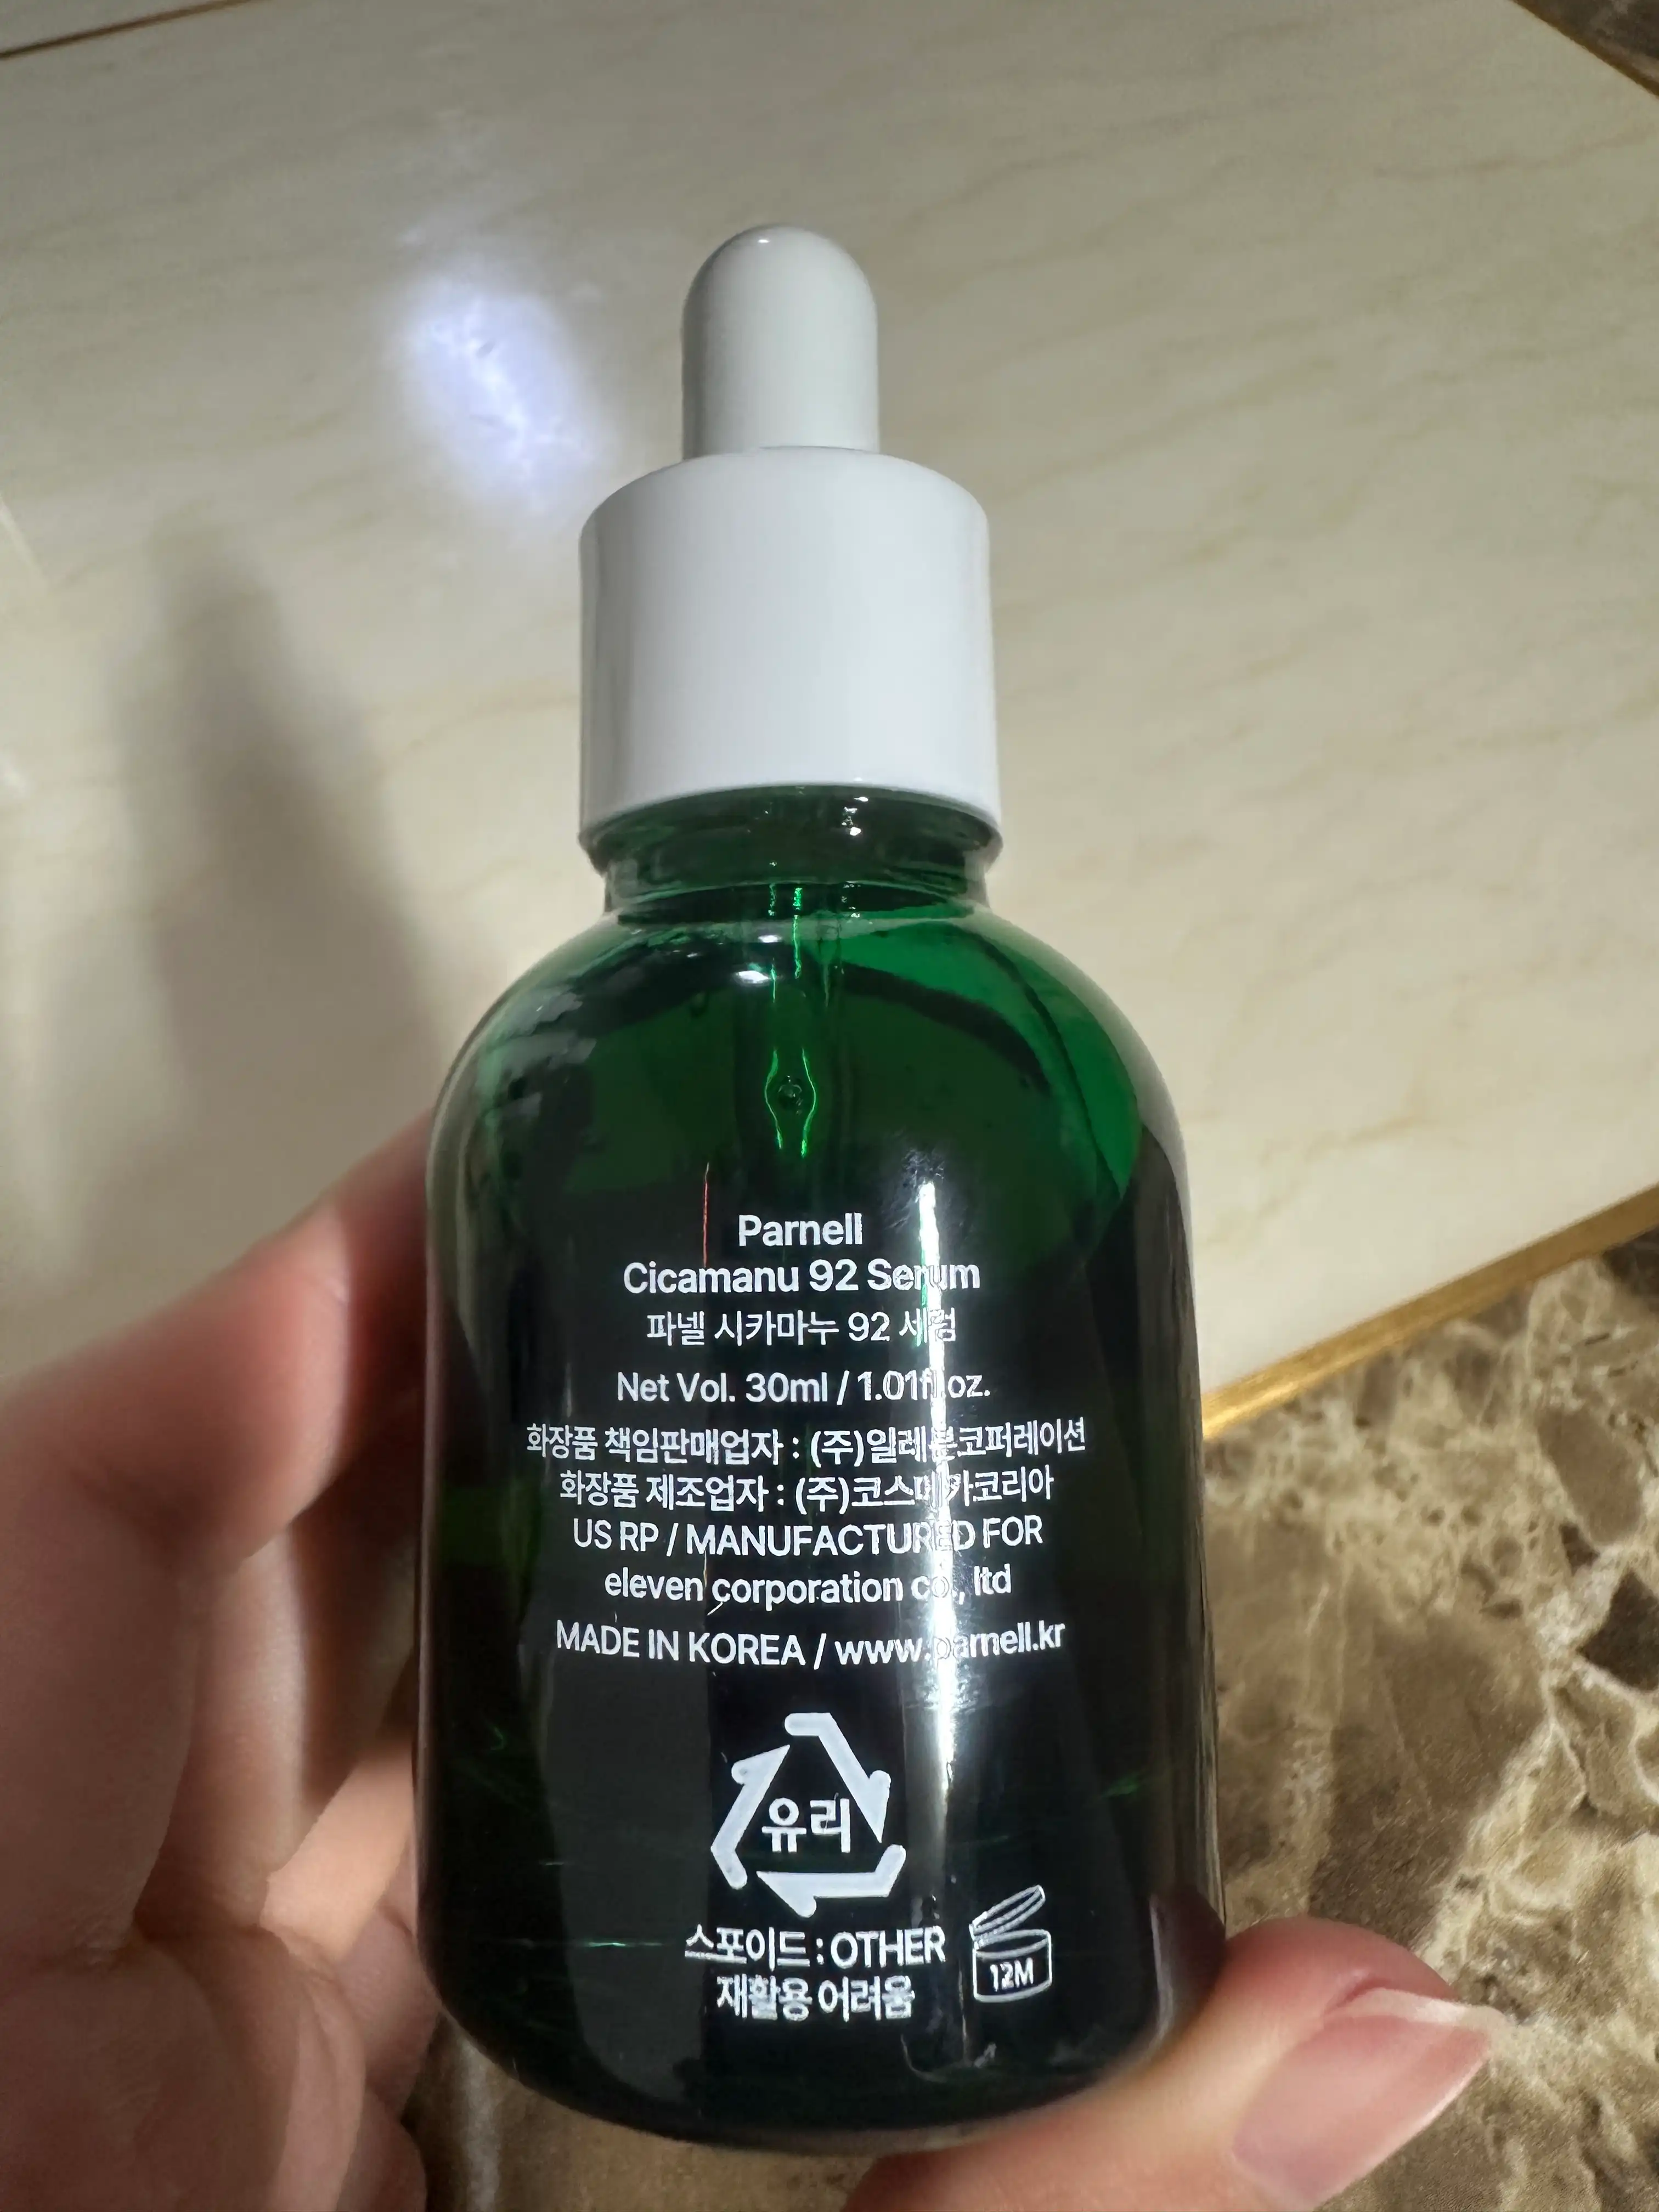 Parnell
Cicamanu 92 Serum
파넬 시카마누 92 세럼
Net Vol. 30ml / 1.01fl.oz.
화장품 책임판매업자 : (주)일레븐코퍼레이션
화장품 제조업자 : (주)코스메카코리아
US RP / MANUFACTURED FOR
eleven corporation co., ltd
MADE IN KOREA / www.parnell.kr
유리
스포이드 : OTHER
재활용 어려움
12M